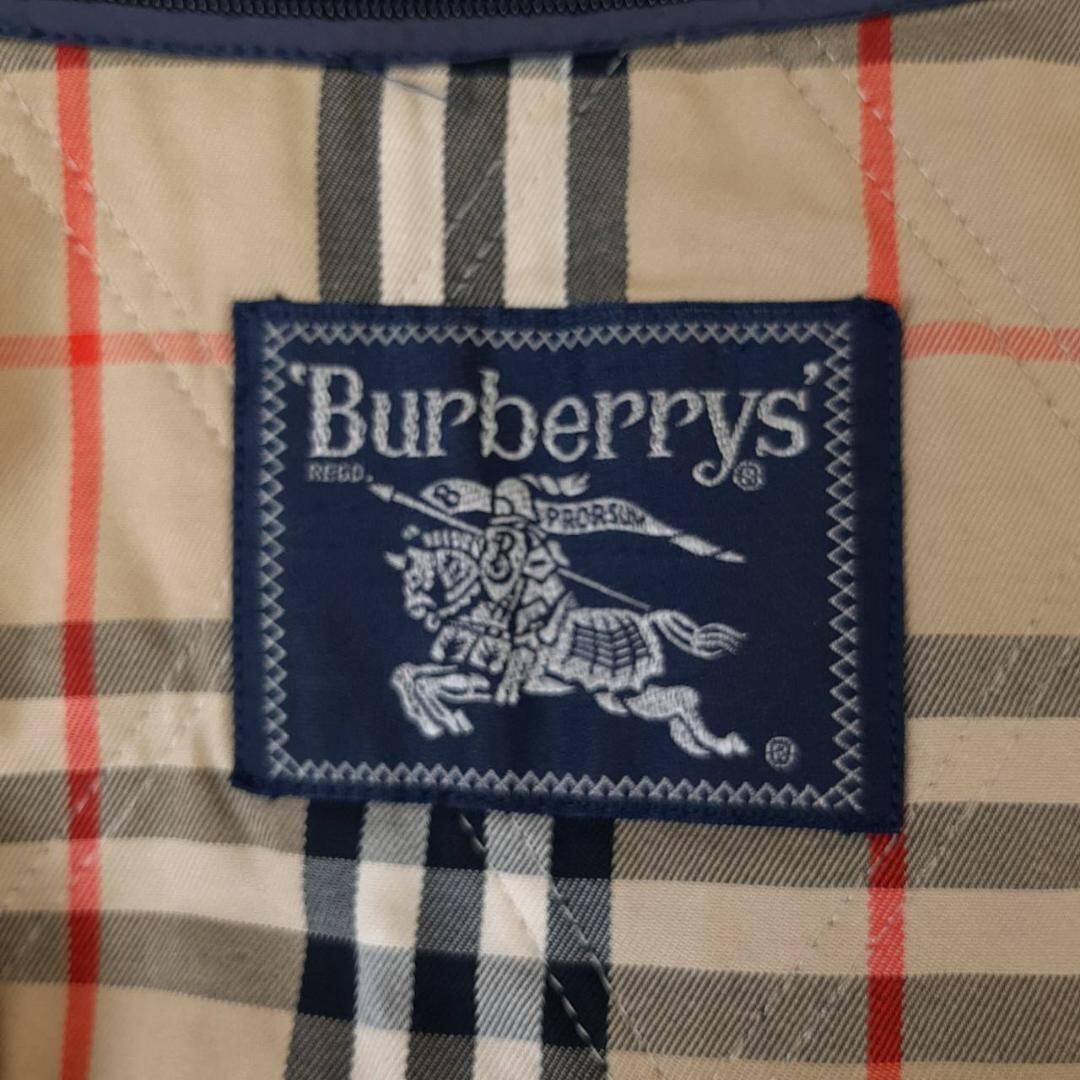 'Burberrys'
REGD. ®
B PRORSUM
B
®